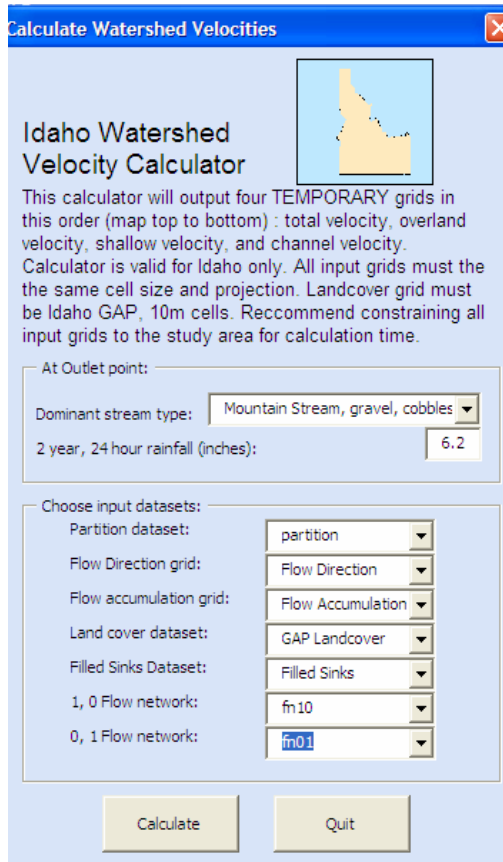 Calculate Watershed Velocities
Idaho Watershed
Velocity Calculator
This calculator will output four TEMPORARY grids in
this order (map top to bottom) : total velocity, overland
velocity, shallow velocity, and channel velocity.
Calculator is valid for Idaho only. All input grids must the
the same cell size and projection. Landcover grid must
be Idaho GAP, 10m cells. Reccommend constraining all
input grids to the study area for calculation time.
At Outlet point:
Dominant stream type: Mountain Stream, gravel, cobbles
2 year, 24 hour rainfall (inches): 6.2
Choose input datasets:
Partition dataset: partition
Flow Direction grid: Flow Direction
Flow accumulation grid: Flow Accumulation
Land cover dataset: GAP Landcover
Filled Sinks Dataset: Filled Sinks
1, 0 Flow network: fn10
0, 1 Flow network: fn01
Calculate Quit